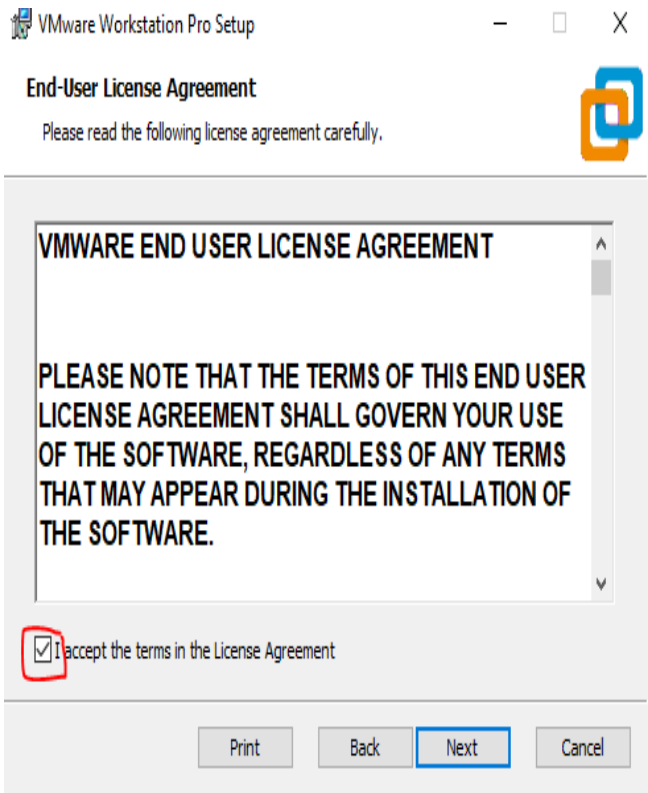 VMware Workstation Pro Setup
End-User License Agreement
Please read the following license agreement carefully.
VMWARE END USER LICENSE AGREEMENT
PLEASE NOTE THAT THE TERMS OF THIS END USER
LICENSE AGREEMENT SHALL GOVERN YOUR USE
OF THE SOFTWARE, REGARDLESS OF ANY TERMS
THAT MAY APPEAR DURING THE INSTALLATION OF
THE SOFTWARE.
I accept the terms in the License Agreement
Print Back Next Cancel